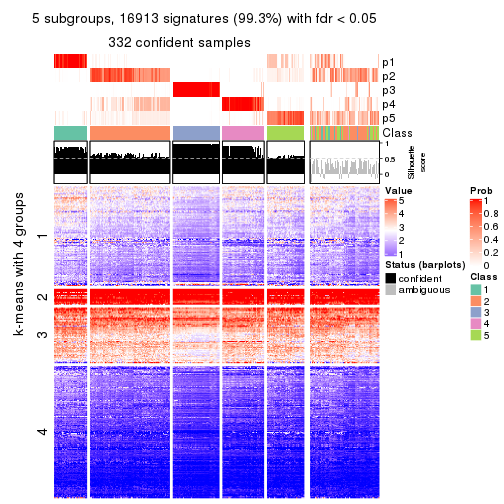 5 subgroups, 16913 signatures (99.3%) with fdr < 0.05
332 confident samples
p1
p2
p3
p4
p5
Class
1
0.5
0
Silhouette
score
k-means with 4 groups
1
2
3
4
Value
5
4
3
2
1
Status (barplots)
confident
ambiguous
Prob
1
0.8
0.6
0.4
0.2
0
Class
1
2
3
4
5